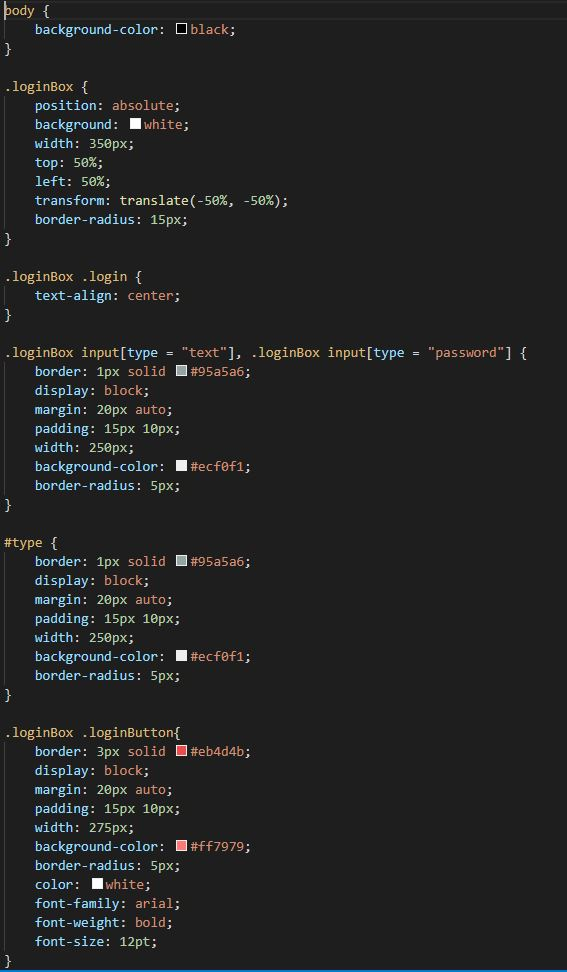 body {
    background-color: black;
}

.loginBox {
    position: absolute;
    background: white;
    width: 350px;
    top: 50%;
    left: 50%;
    transform: translate(-50%, -50%);
    border-radius: 15px;
}

.loginBox .login {
    text-align: center;
}

.loginBox input[type = "text"], .loginBox input[type = "password"] {
    border: 1px solid #95a5a6;
    display: block;
    margin: 20px auto;
    padding: 15px 10px;
    width: 250px;
    background-color: #ecf0f1;
    border-radius: 5px;
}

#type {
    border: 1px solid #95a5a6;
    display: block;
    margin: 20px auto;
    padding: 15px 10px;
    width: 250px;
    background-color: #ecf0f1;
    border-radius: 5px;
}

.loginBox .loginButton{
    border: 3px solid #eb4d4b;
    display: block;
    margin: 20px auto;
    padding: 15px 10px;
    width: 275px;
    background-color: #ff7979;
    border-radius: 5px;
    color: white;
    font-family: arial;
    font-weight: bold;
    font-size: 12pt;
}